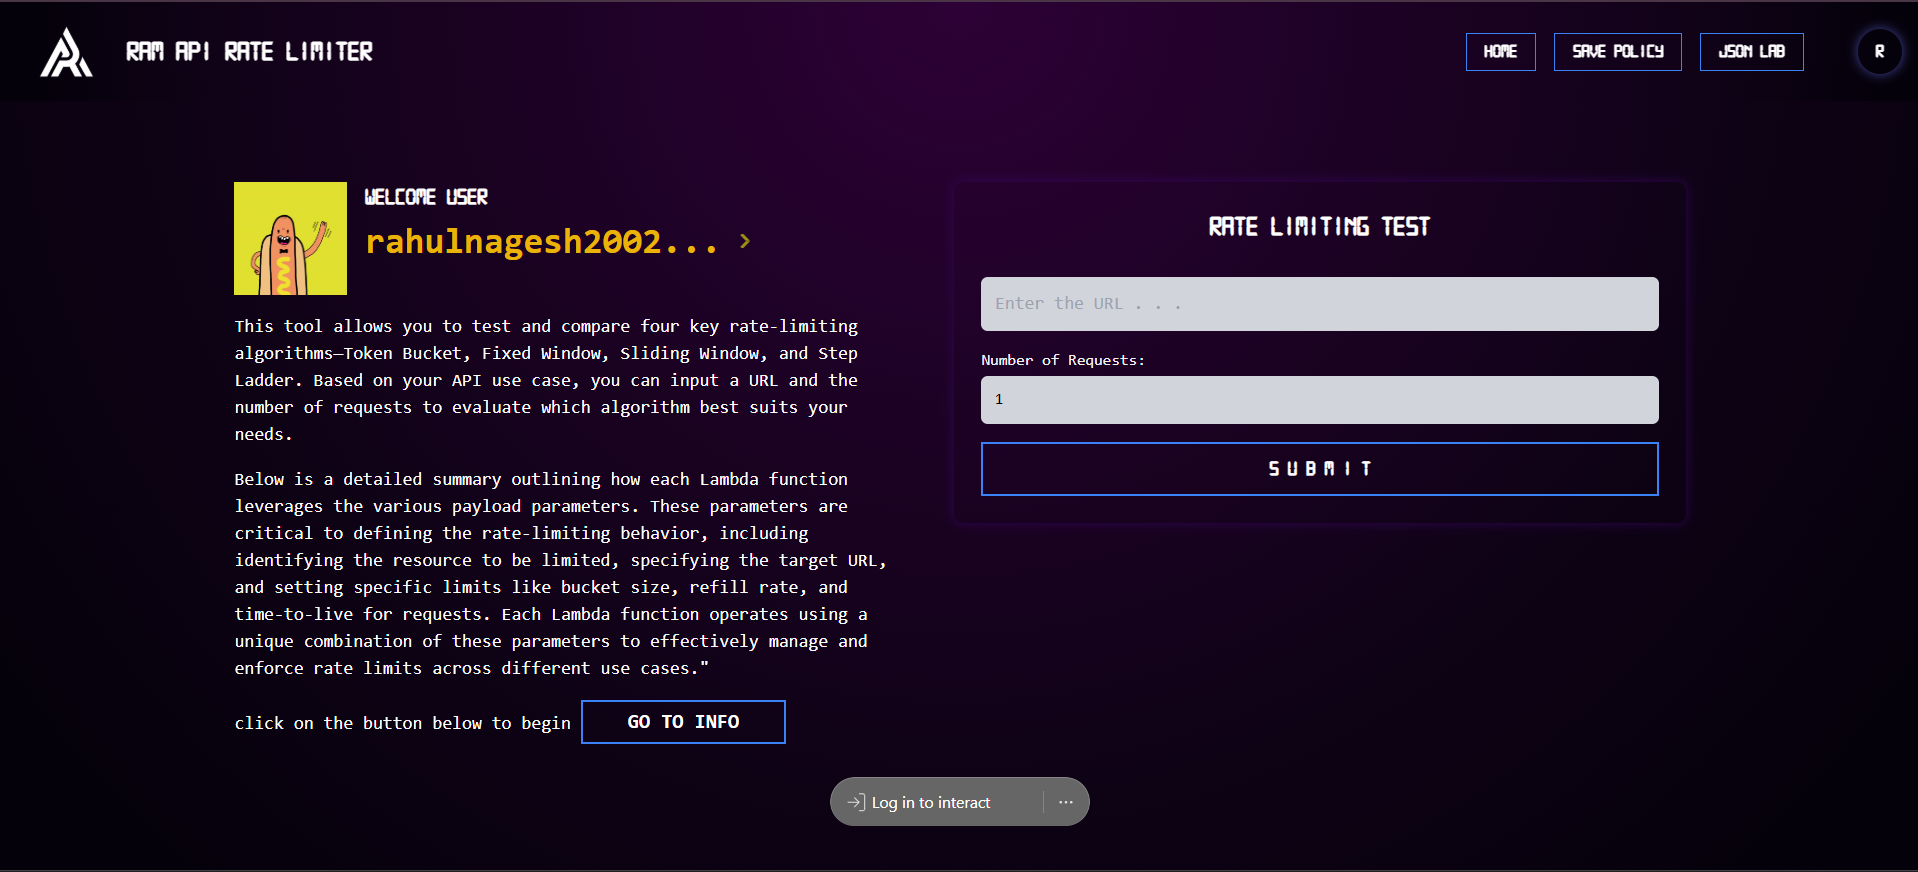 RAM API RATE LIMITER
HOME
SAVE POLICY
JSON LAB
R
WELCOME USER
rahulnagesh2002... ›
This tool allows you to test and compare four key rate-limiting
algorithms—Token Bucket, Fixed Window, Sliding Window, and Step
Ladder. Based on your API use case, you can input a URL and the
number of requests to evaluate which algorithm best suits your
needs.
Below is a detailed summary outlining how each Lambda function
leverages the various payload parameters. These parameters are
critical to defining the rate-limiting behavior, including
identifying the resource to be limited, specifying the target URL,
and setting specific limits like bucket size, refill rate, and
time-to-live for requests. Each Lambda function operates using a
unique combination of these parameters to effectively manage and
enforce rate limits across different use cases."
click on the button below to begin
GO TO INFO
RATE LIMITING TEST
Enter the URL . . .
Number of Requests:
1
SUBMIT
Log in to interact